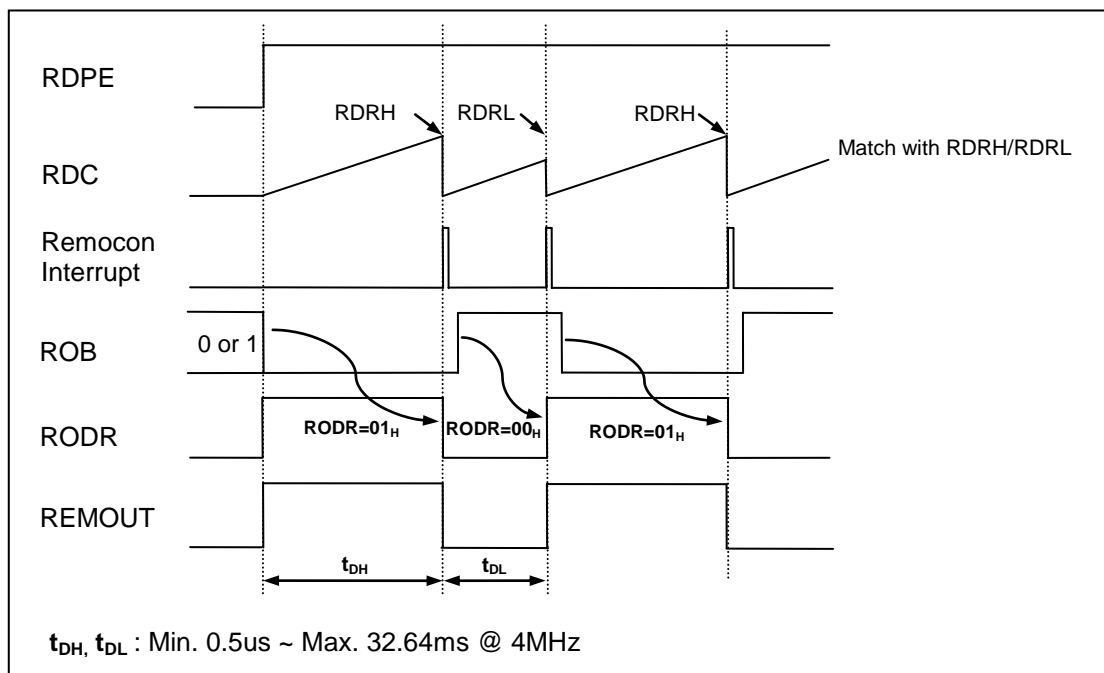 RDPE
RDRH
RDRL
RDRH
RDC
Match with RDRH/RDRL
Remocon
Interrupt
ROB
0 or 1
RODR
RODR=01H
RODR=00H
RODR=01H
REMOUT
tDH
tDL
tDH, tDL : Min. 0.5us ~ Max. 32.64ms @ 4MHz